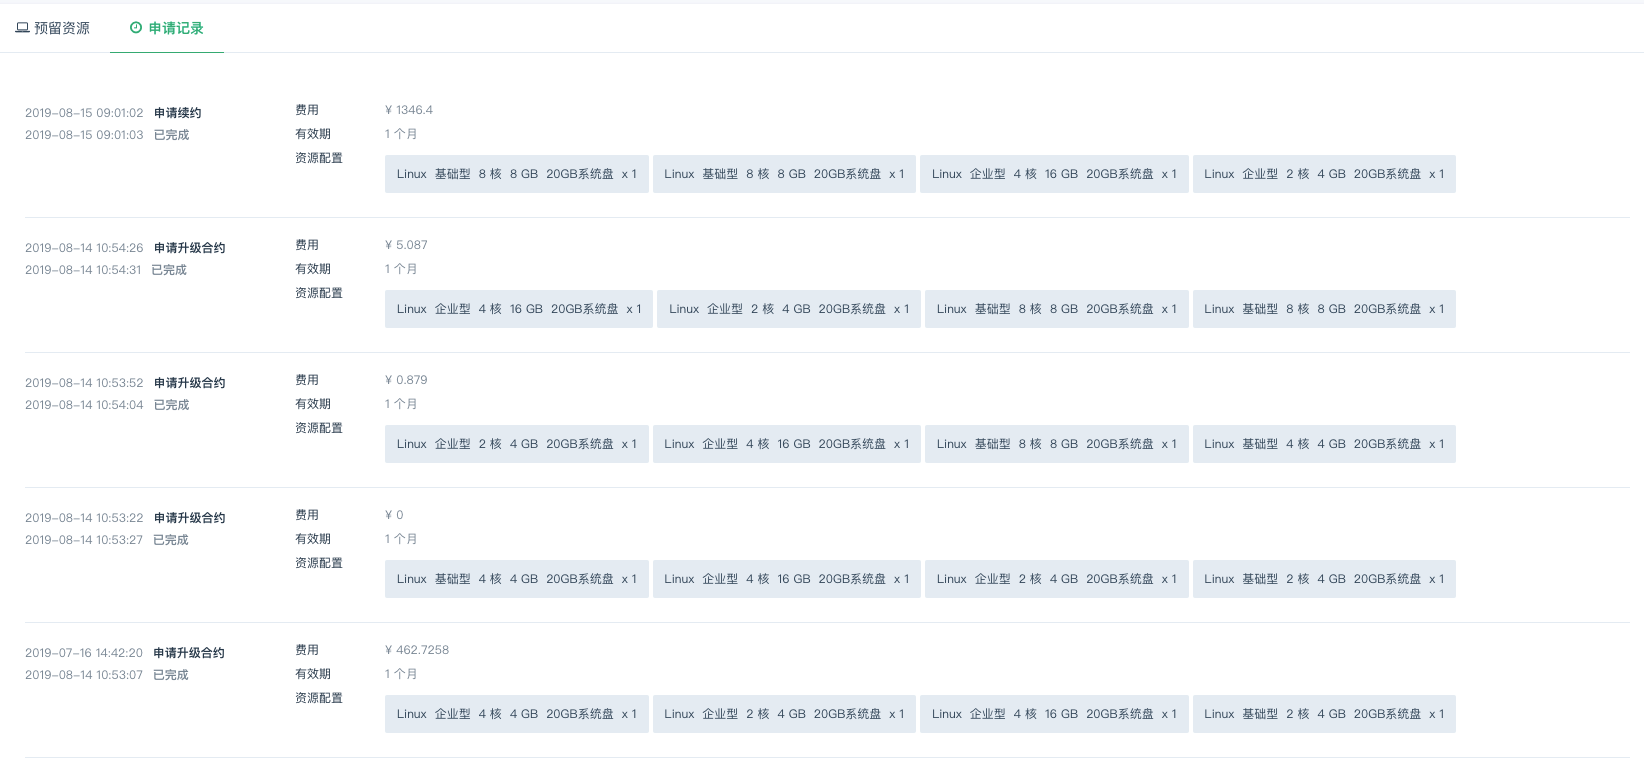 预留资源 申请记录
2019-08-15 09:01:02 申请续约 费用 ¥ 1346.4
2019-08-15 09:01:03 已完成 有效期 1 个月
资源配置
Linux 基础型 8 核 8 GB 20GB系统盘 x 1 Linux 基础型 8 核 8 GB 20GB系统盘 x 1 Linux 企业型 4 核 16 GB 20GB系统盘 x 1 Linux 企业型 2 核 4 GB 20GB系统盘 x 1
2019-08-14 10:54:26 申请升级合约 费用 ¥ 5.087
2019-08-14 10:54:31 已完成 有效期 1 个月
资源配置
Linux 企业型 4 核 16 GB 20GB系统盘 x 1 Linux 企业型 2 核 4 GB 20GB系统盘 x 1 Linux 基础型 8 核 8 GB 20GB系统盘 x 1 Linux 基础型 8 核 8 GB 20GB系统盘 x 1
2019-08-14 10:53:52 申请升级合约 费用 ¥ 0.879
2019-08-14 10:54:04 已完成 有效期 1 个月
资源配置
Linux 企业型 2 核 4 GB 20GB系统盘 x 1 Linux 企业型 4 核 16 GB 20GB系统盘 x 1 Linux 基础型 8 核 8 GB 20GB系统盘 x 1 Linux 基础型 4 核 4 GB 20GB系统盘 x 1
2019-08-14 10:53:22 申请升级合约 费用 ¥ 0
2019-08-14 10:53:27 已完成 有效期 1 个月
资源配置
Linux 基础型 4 核 4 GB 20GB系统盘 x 1 Linux 企业型 4 核 16 GB 20GB系统盘 x 1 Linux 企业型 2 核 4 GB 20GB系统盘 x 1 Linux 基础型 2 核 4 GB 20GB系统盘 x 1
2019-07-16 14:42:20 申请升级合约 费用 ¥ 462.7258
2019-08-14 10:53:07 已完成 有效期 1 个月
资源配置
Linux 企业型 4 核 4 GB 20GB系统盘 x 1 Linux 企业型 2 核 4 GB 20GB系统盘 x 1 Linux 企业型 4 核 16 GB 20GB系统盘 x 1 Linux 基础型 2 核 4 GB 20GB系统盘 x 1